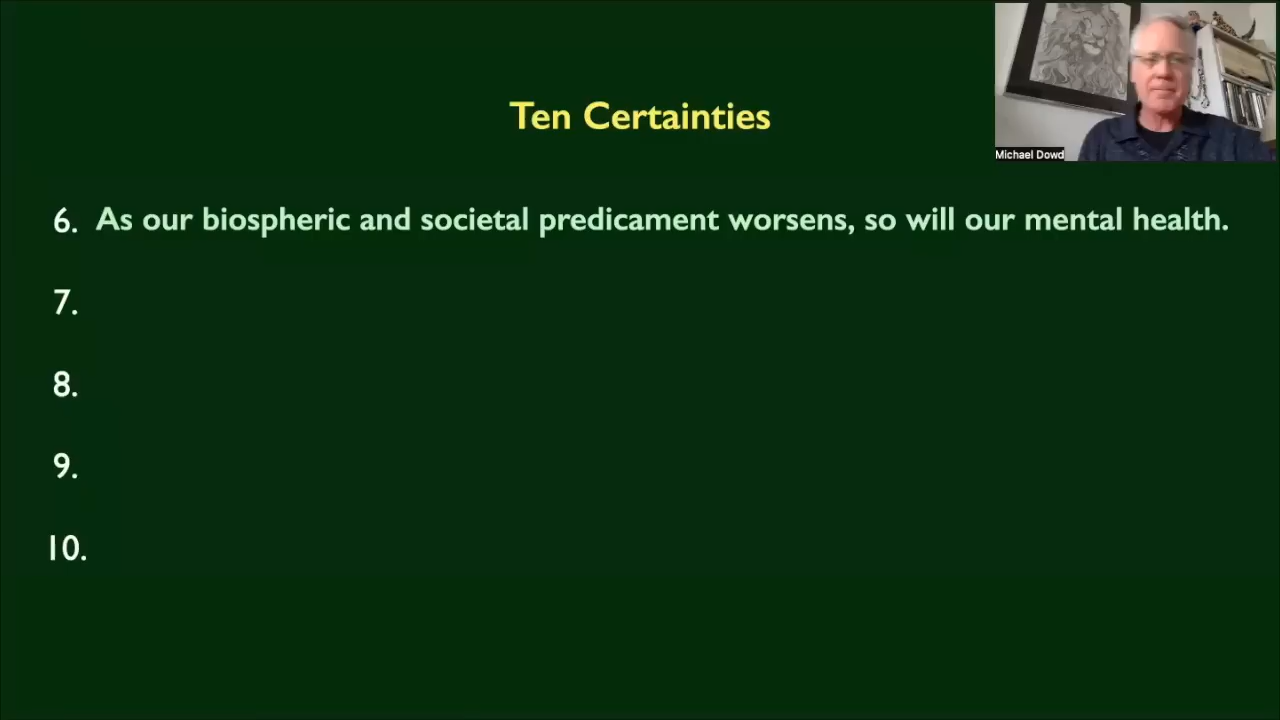 Ten Certainties
Michael Dowd
6. As our biospheric and societal predicament worsens, so will our mental health.
7.
8.
9.
10.